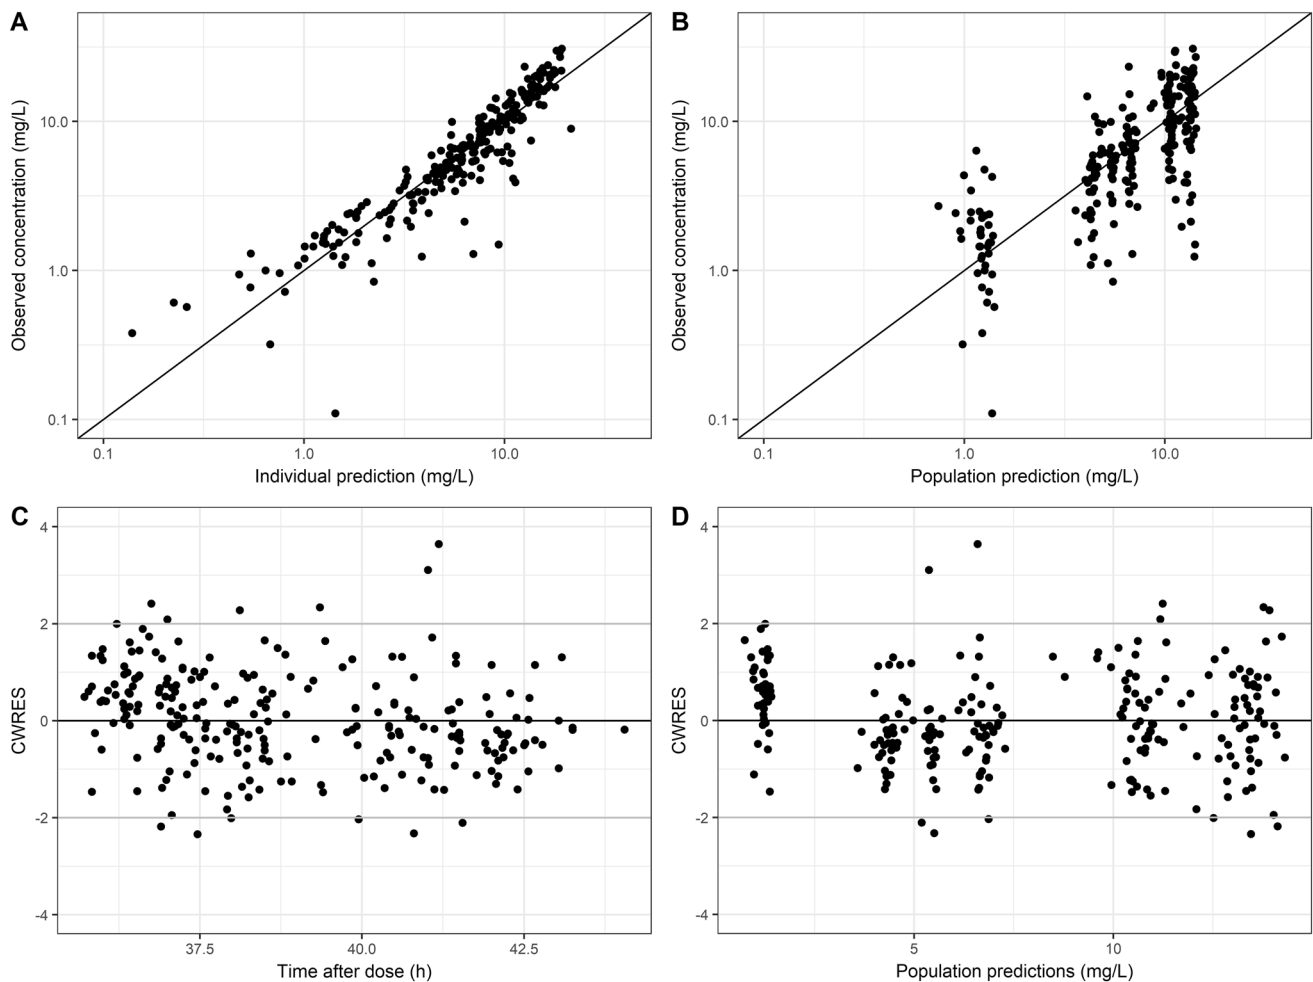 A
Observed concentration (mg/L)
10.0
1.0
0.1
0.1 1.0 10.0
Individual prediction (mg/L)
B
Observed concentration (mg/L)
10.0
1.0
0.1
0.1 1.0 10.0
Population prediction (mg/L)
C
CWRES
4
2
0
-2
-4
37.5 40.0 42.5
Time after dose (h)
D
CWRES
4
2
0
-2
-4
5 10
Population predictions (mg/L)